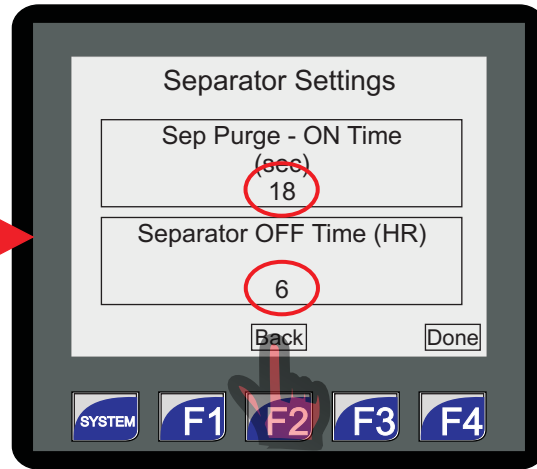 Separator Settings
Sep Purge - ON Time
(sec)
18
Separator OFF Time (HR)
6
Back Done
SYSTEM F1 F2 F3 F4